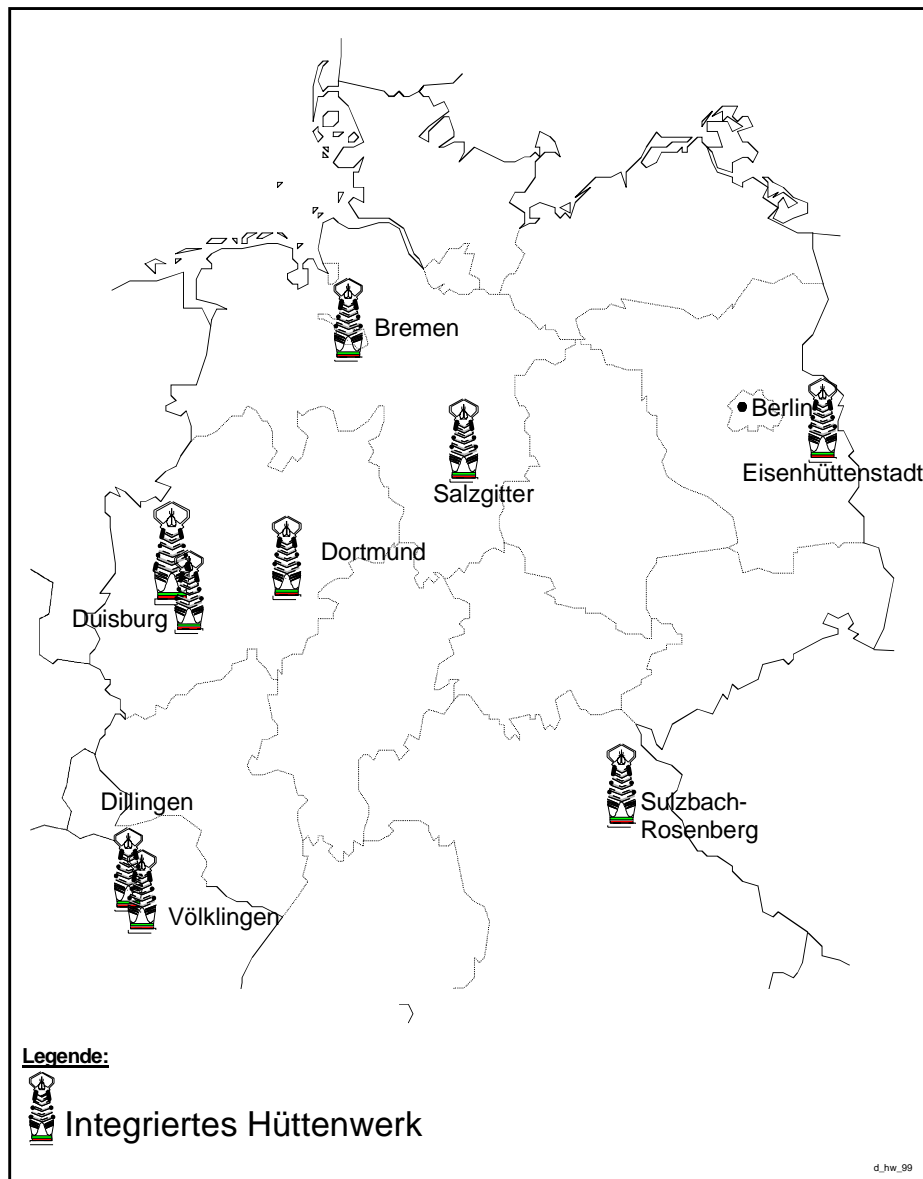 Bremen
Berlin
Eisenhüttenstadt
Salzgitter
Dortmund
Duisburg
Dillingen
Sulzbach-
Rosenberg
Völklingen
Legende:
Integriertes Hüttenwerk
d_hw_99